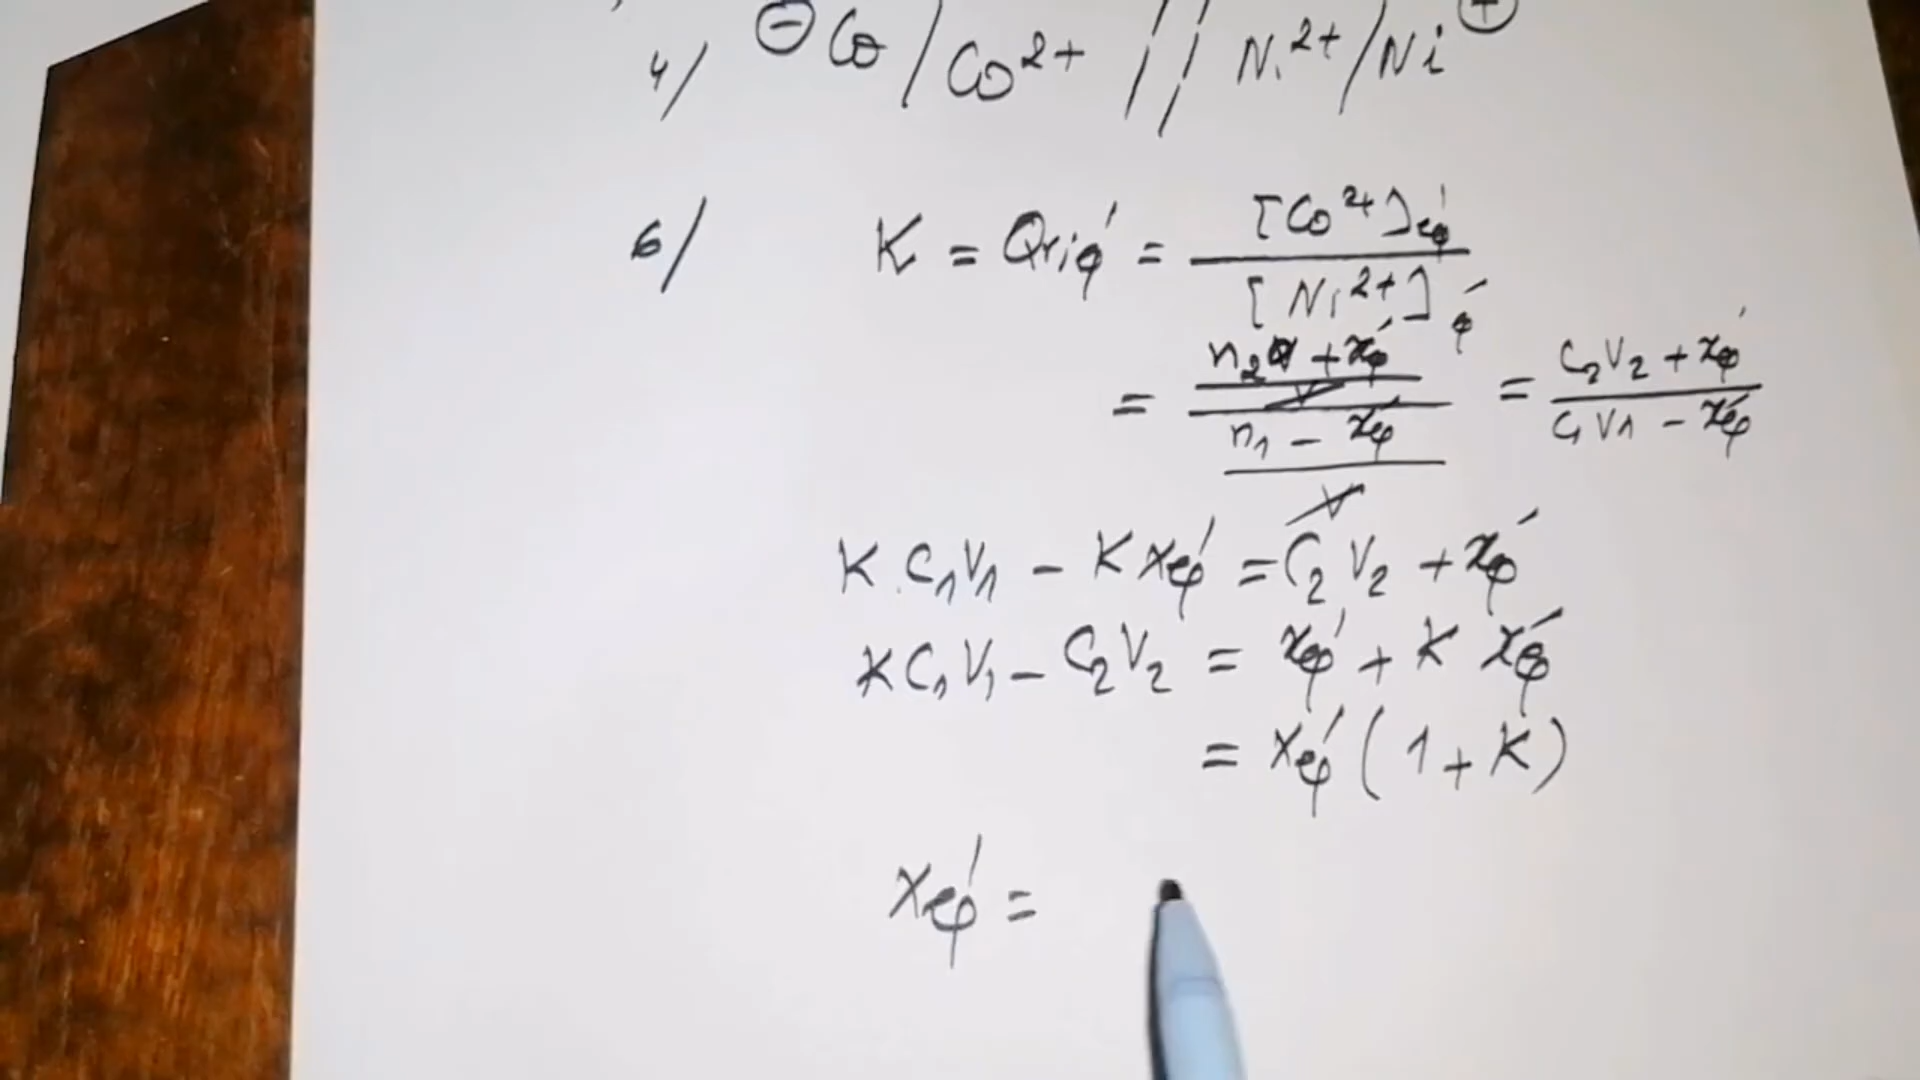 4/ ⊖ Co / Co²⁺ // Ni²⁺ / Ni ⊕
6/ K = Qr,éq = [Co²⁺]éq / [Ni²⁺]éq
= ((n₂ + xéq) / V) / ((n₁ - xéq) / V) = (C₂V₂ + xéq) / (C₁V₁ - xéq)
K . C₁V₁ - K xéq = C₂V₂ + xéq
K C₁V₁ - C₂V₂ = xéq + K xéq
= xéq (1 + K)
xéq =